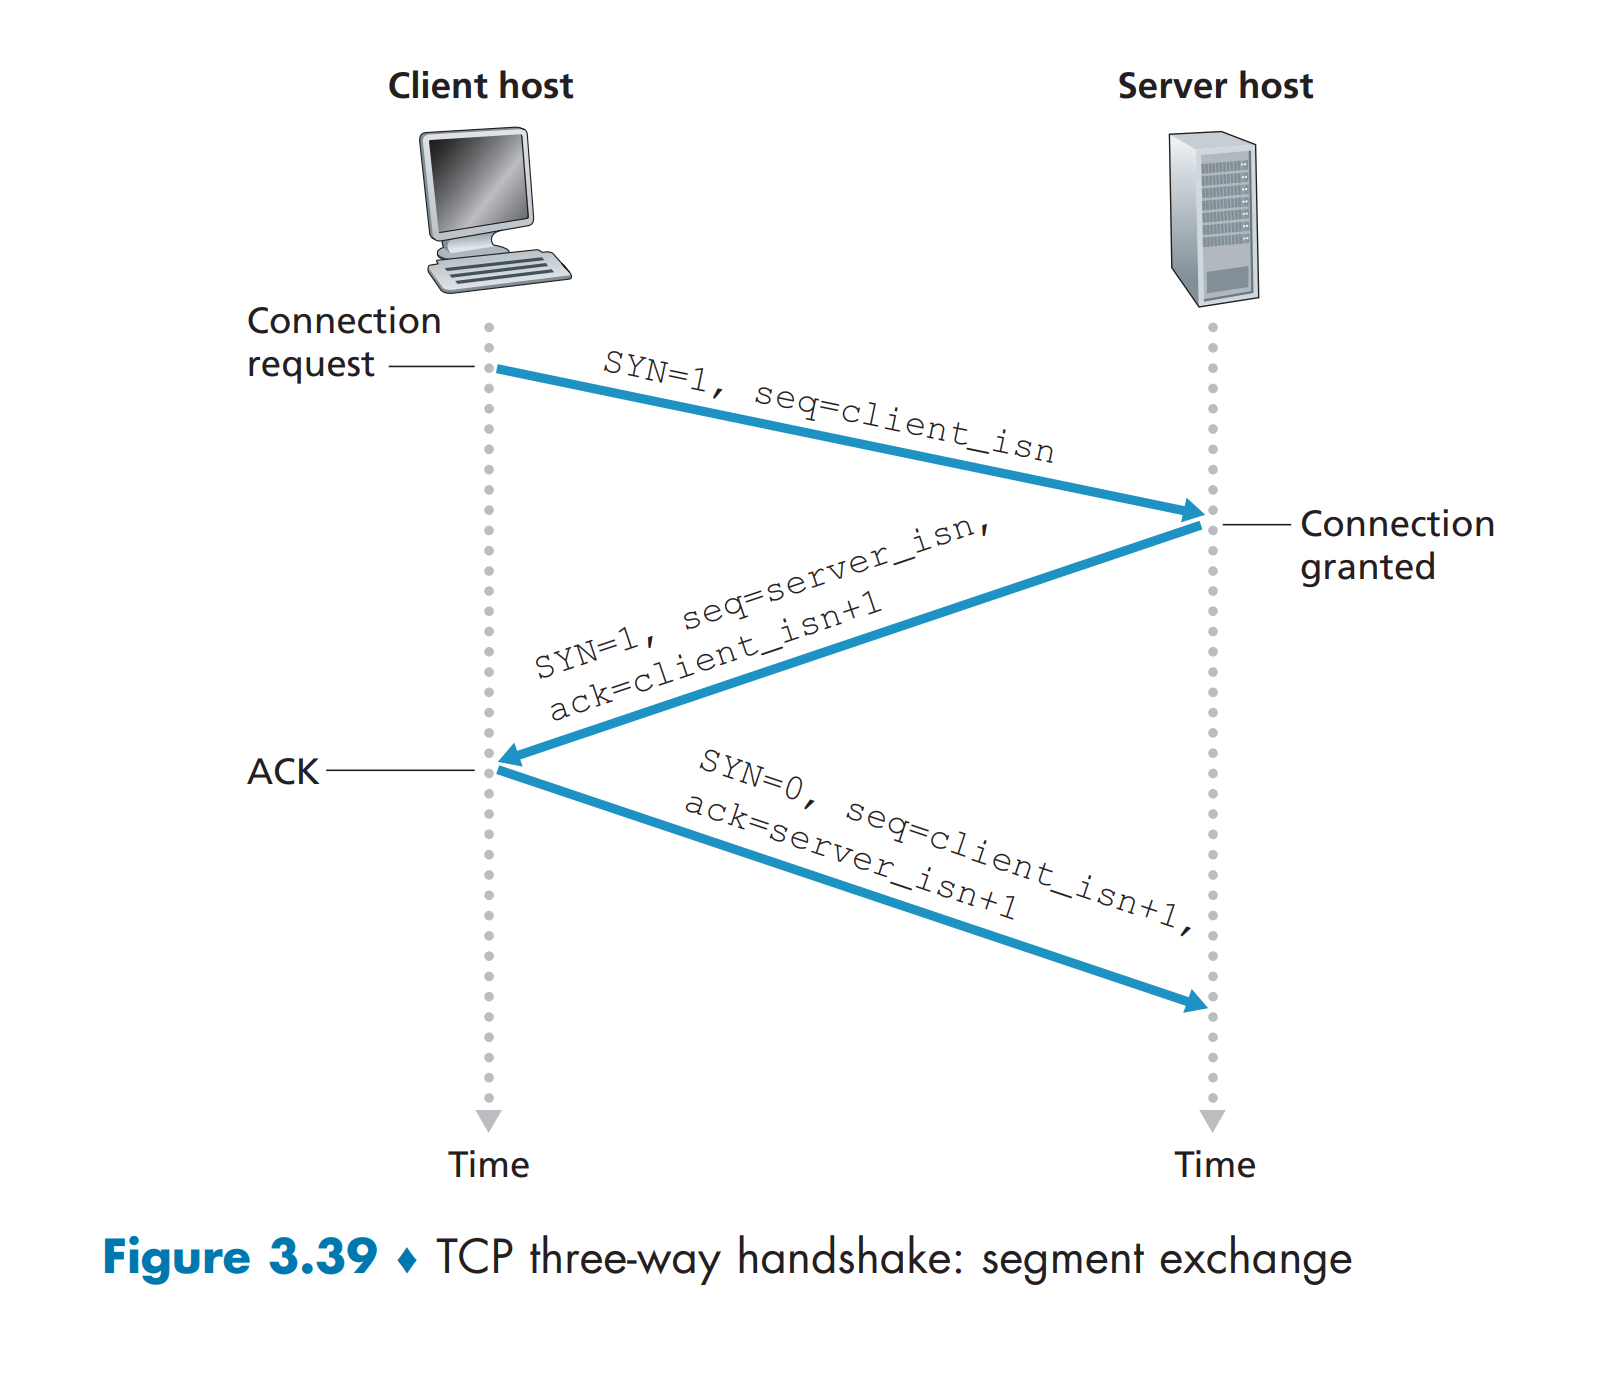 Client host
Server host
Connection
request
SYN=1, seq=client_isn
Connection
granted
SYN=1, seq=server_isn,
ack=client_isn+1
ACK
SYN=0, seq=client_isn+1,
ack=server_isn+1
Time
Time
Figure 3.39 ♦ TCP three-way handshake: segment exchange